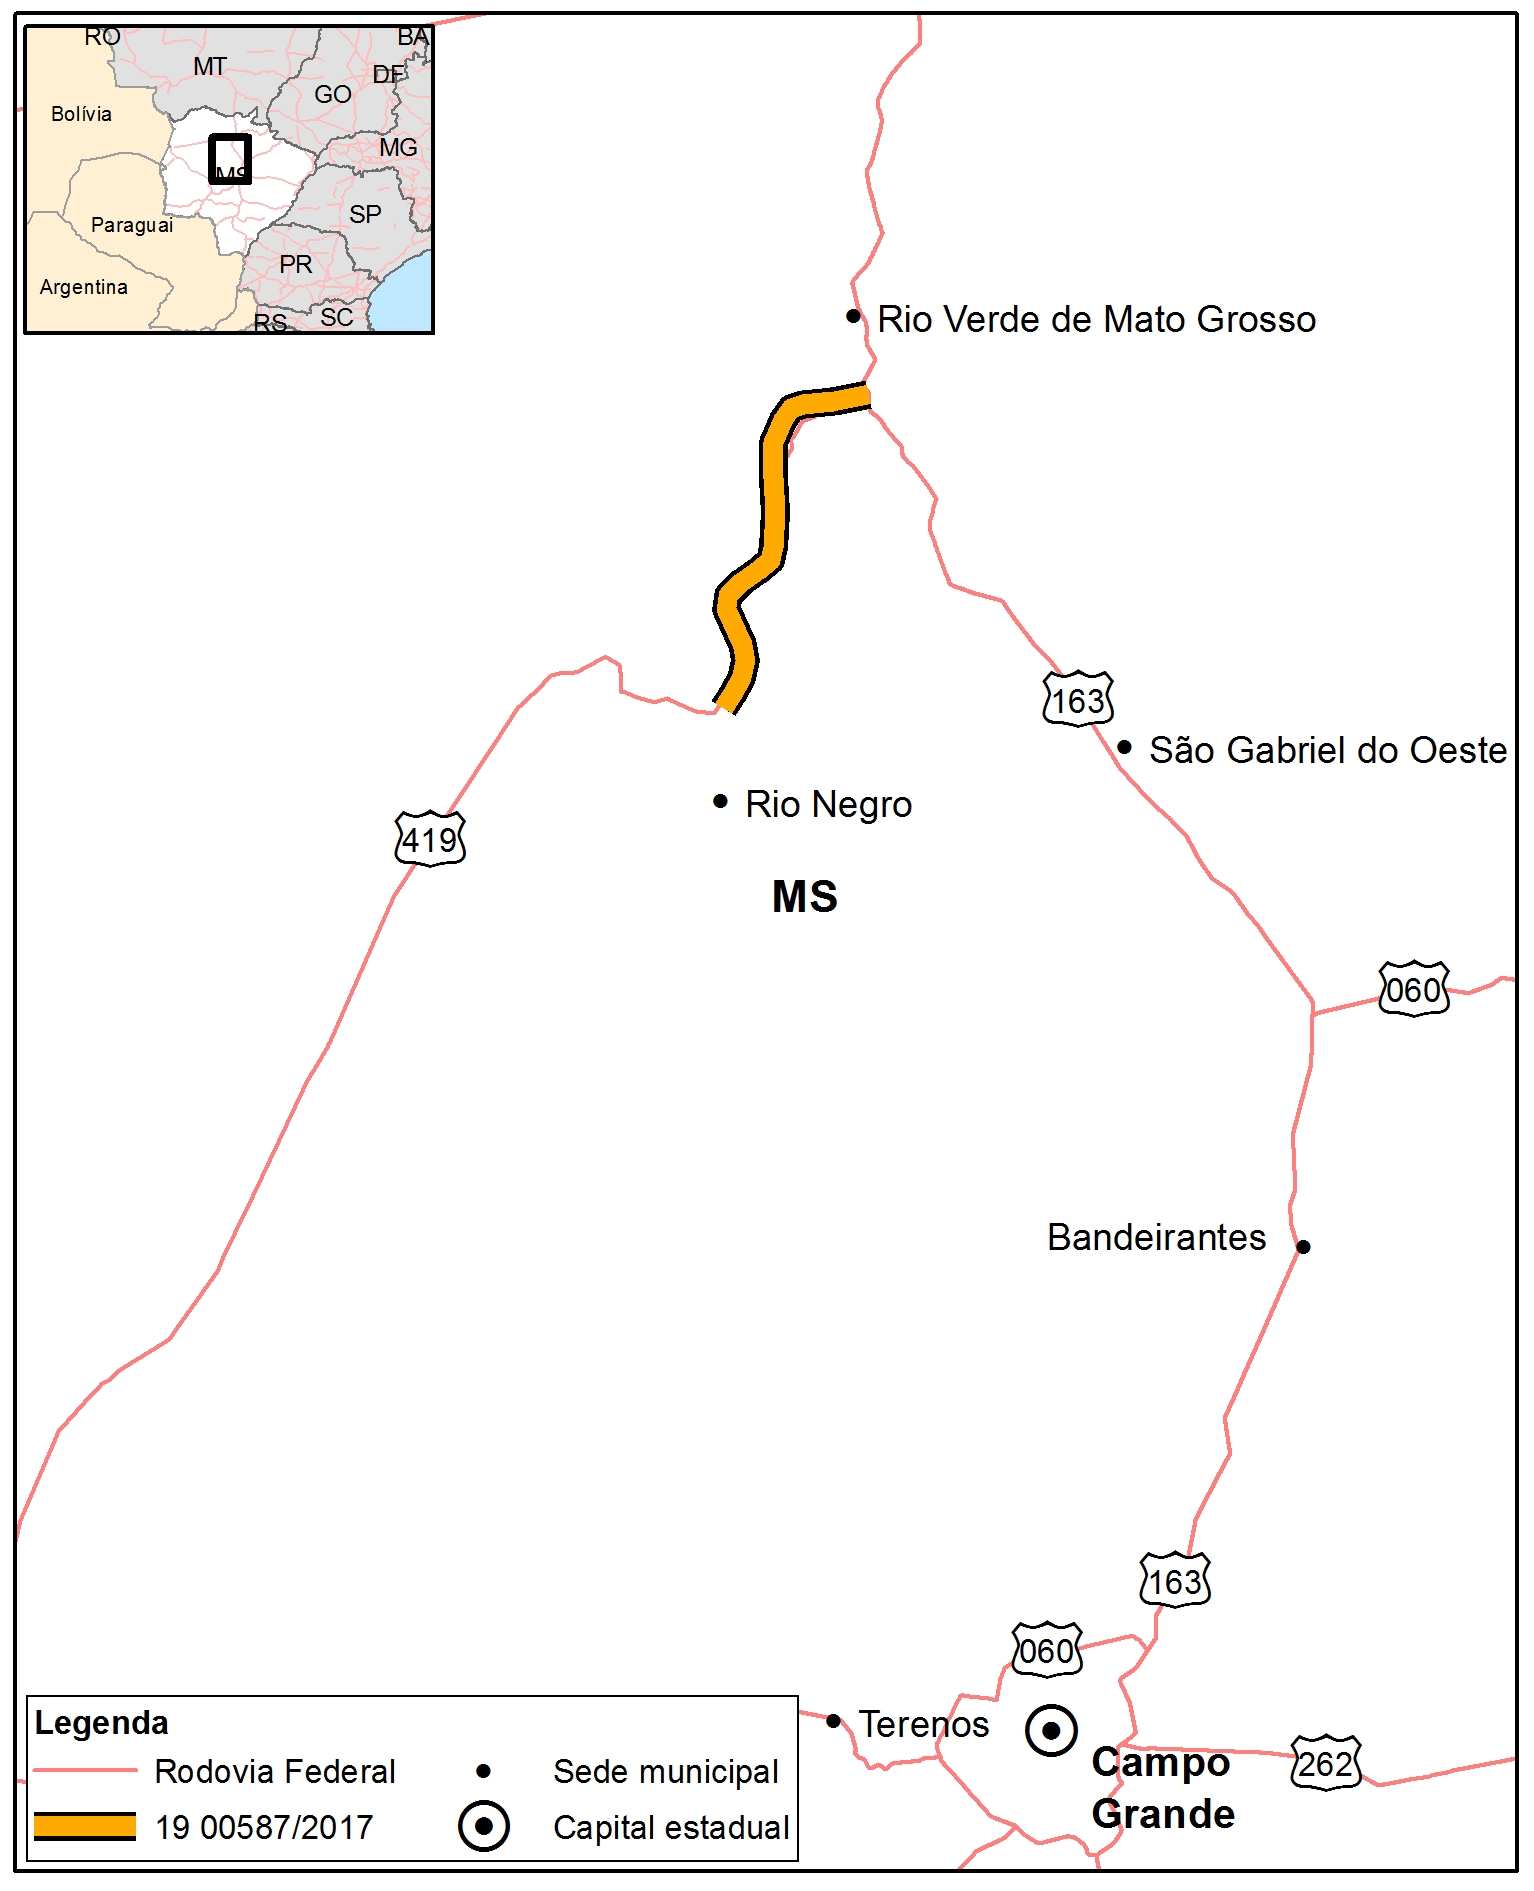 RO
BA
MT
DF
GO
Bolívia
MG
MS
SP
Paraguai
PR
Argentina
RS
SC
Rio Verde de Mato Grosso
163
São Gabriel do Oeste
Rio Negro
419
MS
060
Bandeirantes
163
060
Terenos
Campo
Grande
262
Legenda
Rodovia Federal
Sede municipal
19 00587/2017
Capital estadual